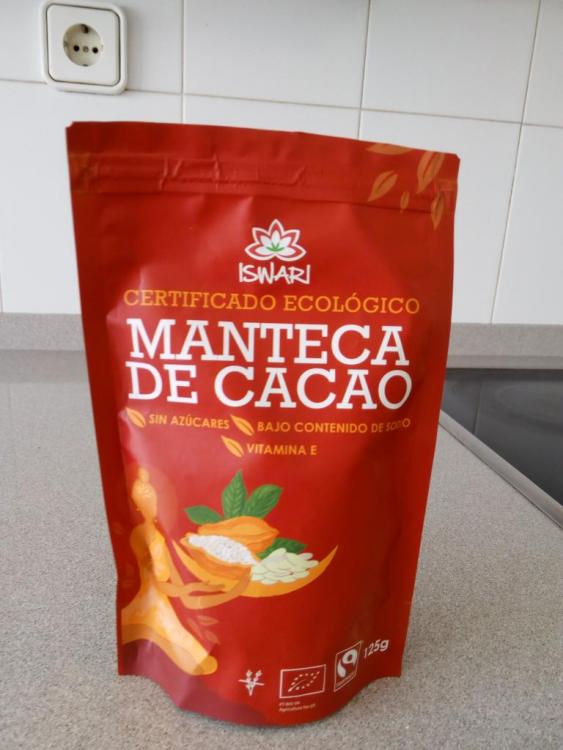 ISWARI
CERTIFICADO ECOLÓGICO
MANTECA
DE CACAO
SIN AZÚCARES BAJO CONTENIDO DE SODIO
VITAMINA E
125g